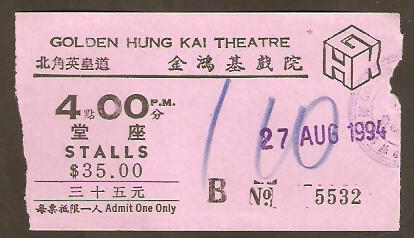 GOLDEN HUNG KAI THEATRE
北角英皇道 金鴻基戲院
GHK
4點00P.M.分
堂座
STALLS
$35.00
三十五元
每票祗限一人 Admit One Only
110
27 AUG 1994
B No 5532